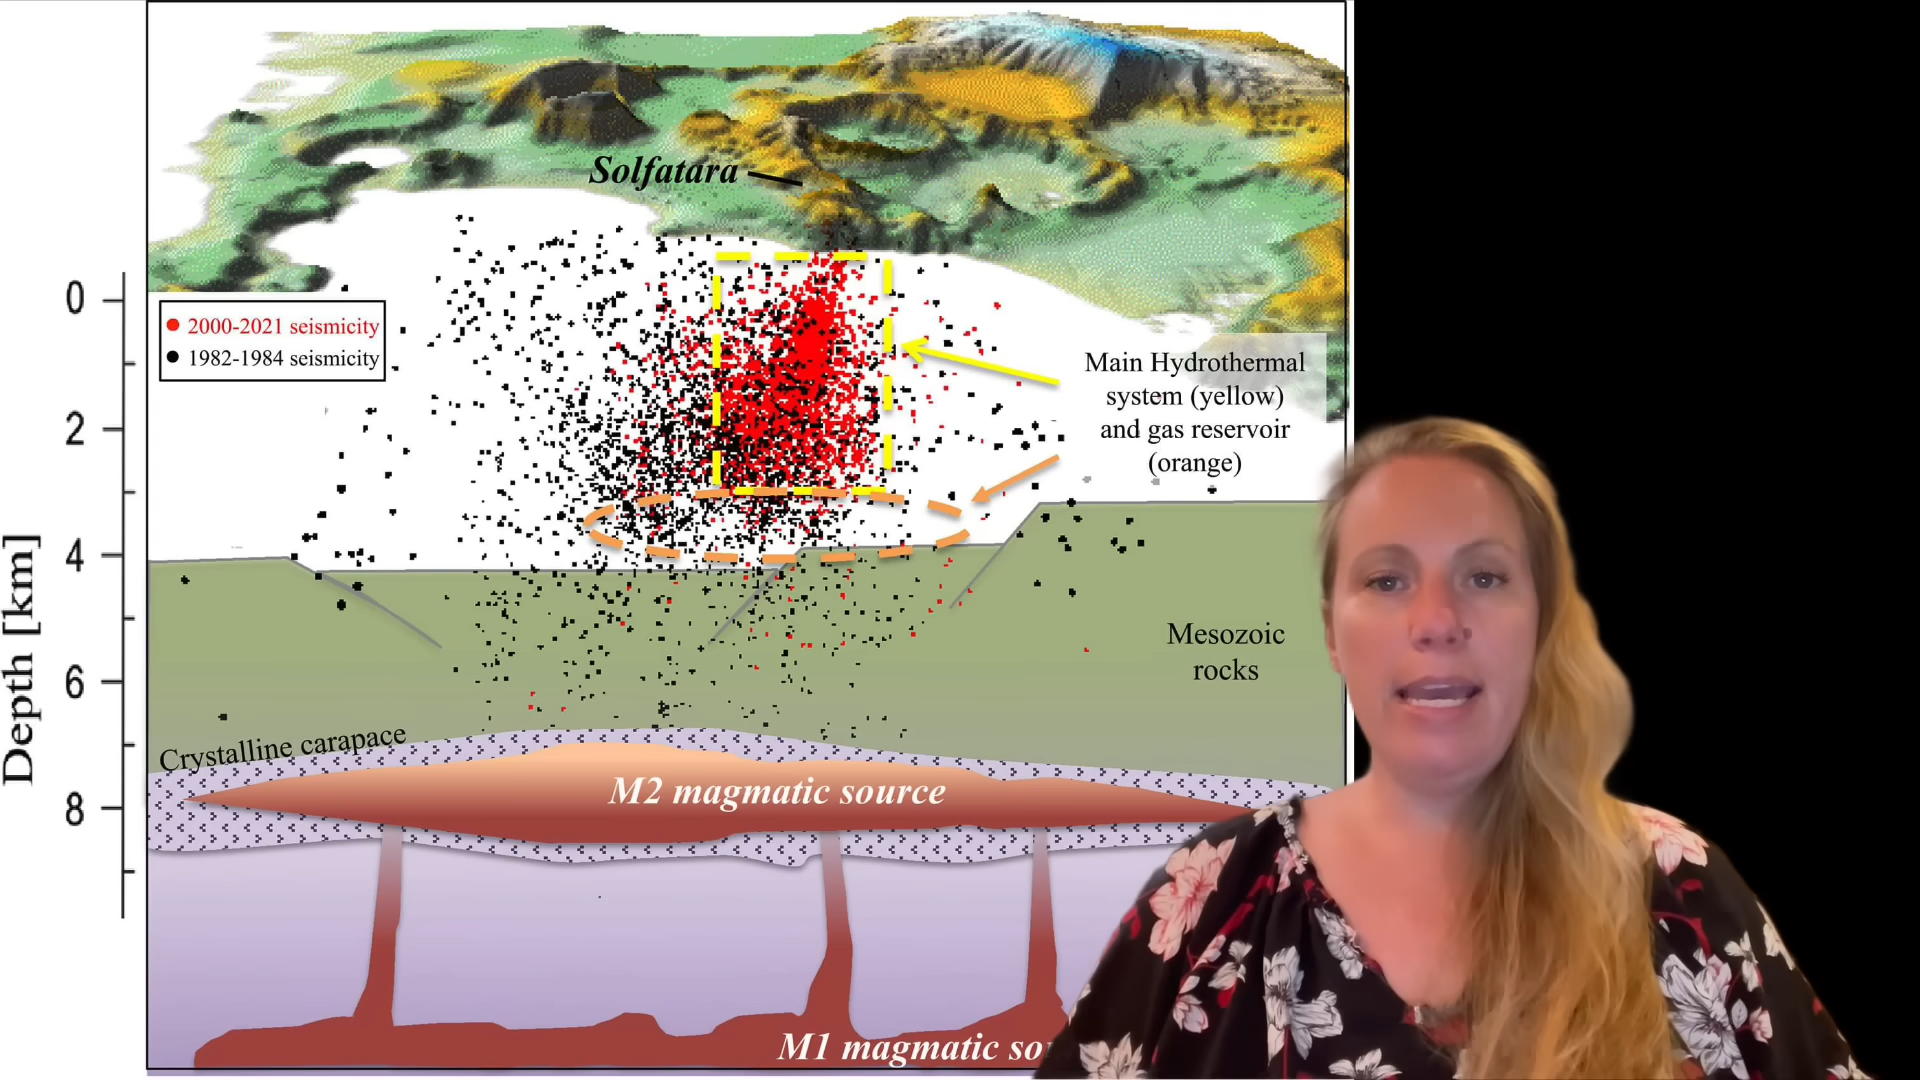 Solfatara
0
2000-2021 seismicity
1982-1984 seismicity
Main Hydrothermal
system (yellow)
and gas reservoir
(orange)
2
4
Depth [km]
6
8
Mesozoic
rocks
Crystalline carapace
M2 magmatic source
M1 magmatic